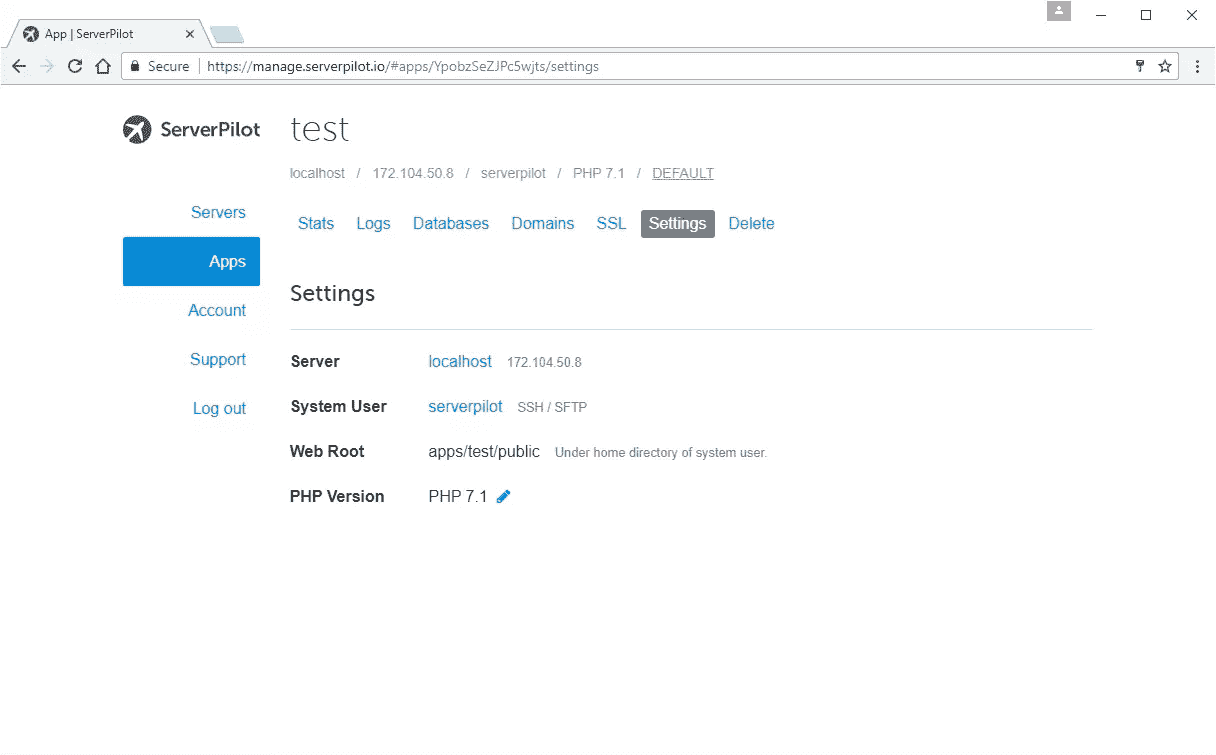 App | ServerPilot
Secure https://manage.serverpilot.io/#apps/YpobzSeZJPc5wjts/settings
ServerPilot
test
localhost / 172.104.50.8 / serverpilot / PHP 7.1 / DEFAULT
Servers
Apps
Account
Support
Log out
Stats Logs Databases Domains SSL Settings Delete
Settings
Server localhost 172.104.50.8
System User serverpilot SSH / SFTP
Web Root apps/test/public Under home directory of system user.
PHP Version PHP 7.1